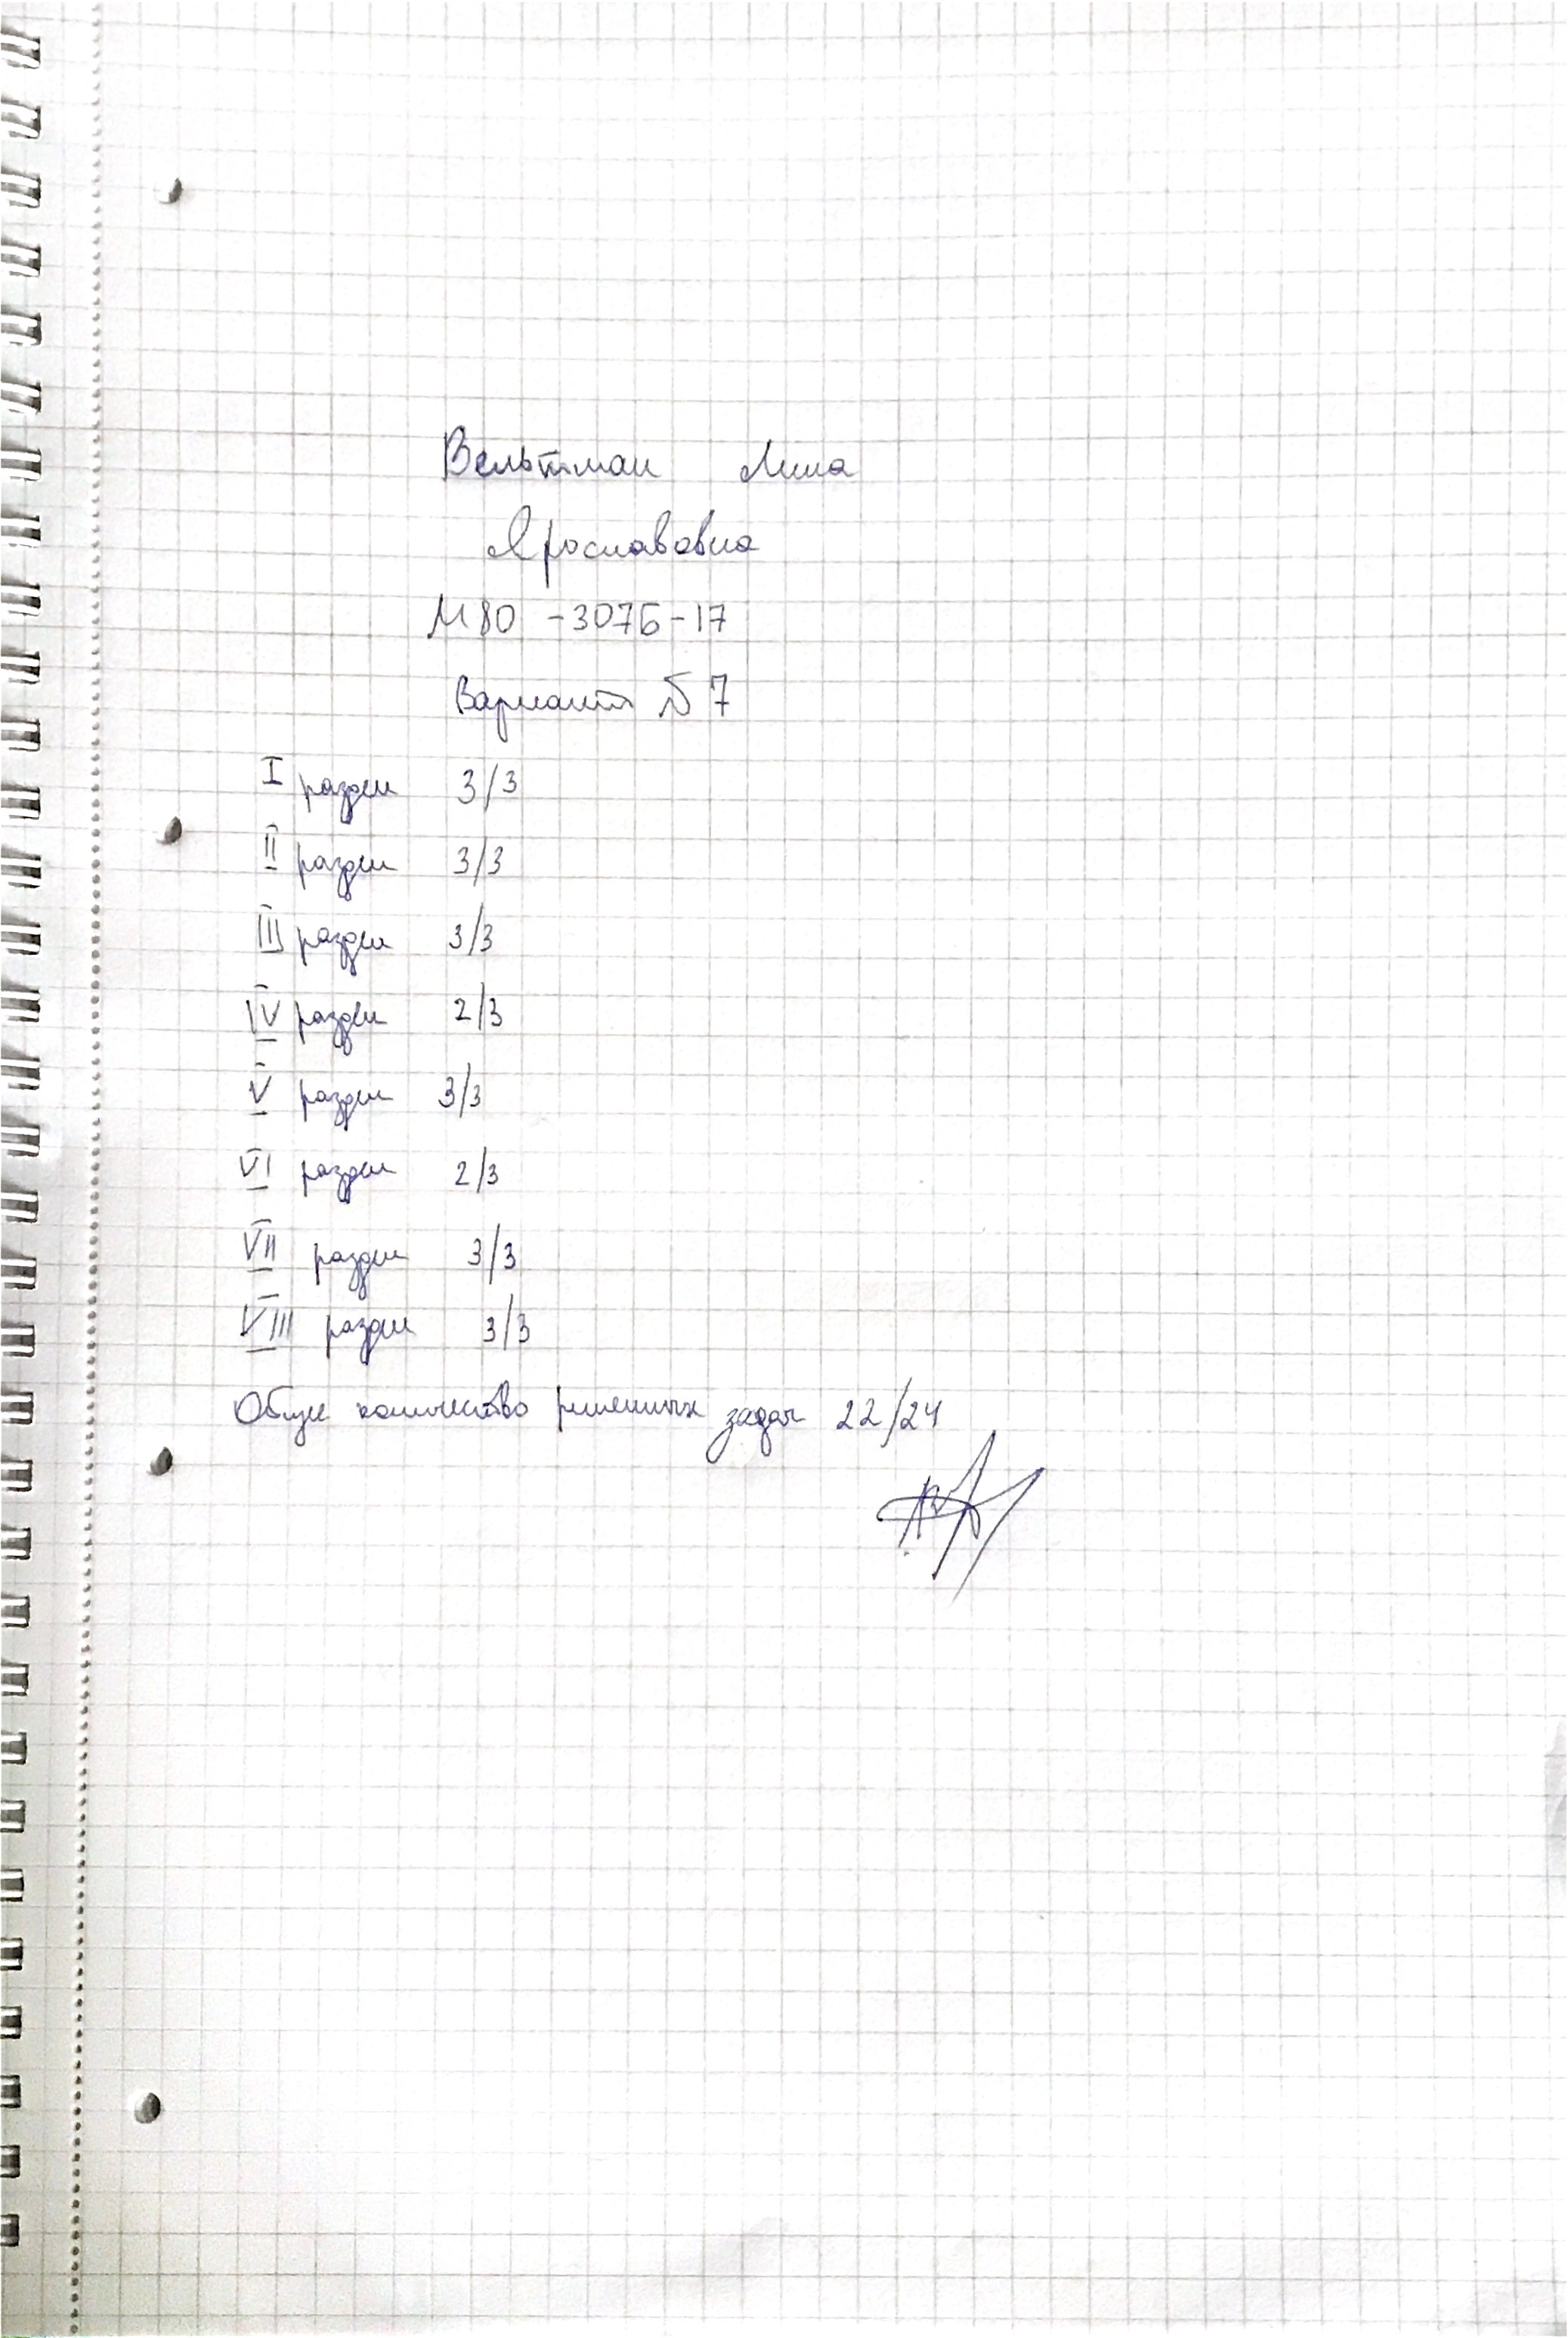 Вельтман Лина
Ярославовна
М80 -307Б-17
Вариант №7
I раздел 3/3
II раздел 3/3
III раздел 3/3
IV раздел 2/3
V раздел 3/3
VI раздел 2/3
VII раздел 3/3
VIII раздел 3/3
Общее количество решенных задач 22/24